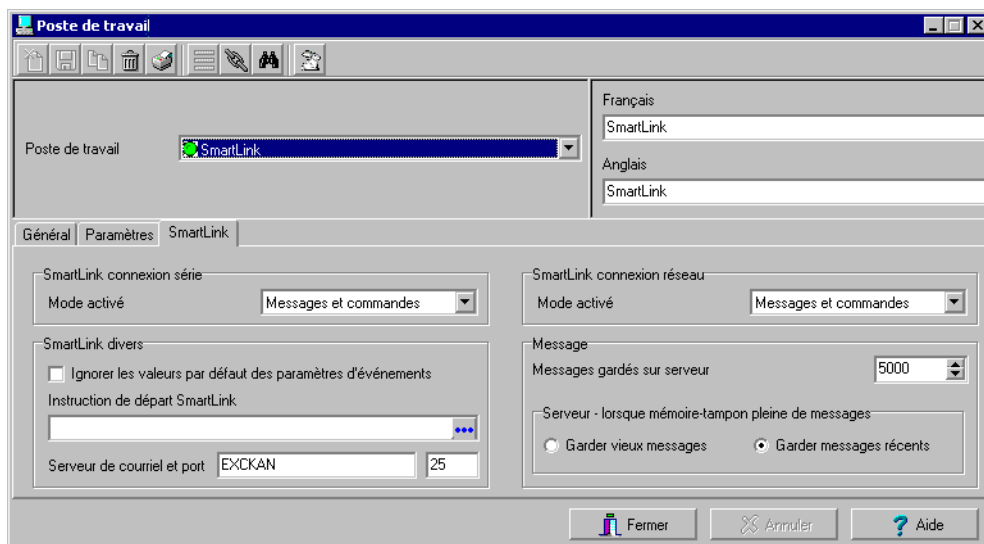 Poste de travail
Français
SmartLink
Poste de travail
SmartLink
Anglais
SmartLink
Général
Paramètres
SmartLink
SmartLink connexion série
Mode activé
Messages et commandes
SmartLink connexion réseau
Mode activé
Messages et commandes
SmartLink divers
Ignorer les valeurs par défaut des paramètres d'événements
Instruction de départ SmartLink
Serveur de courriel et port
EXCKAN
25
Message
Messages gardés sur serveur
5000
Serveur - lorsque mémoire-tampon pleine de messages
Garder vieux messages
Garder messages récents
Fermer
Annuler
Aide